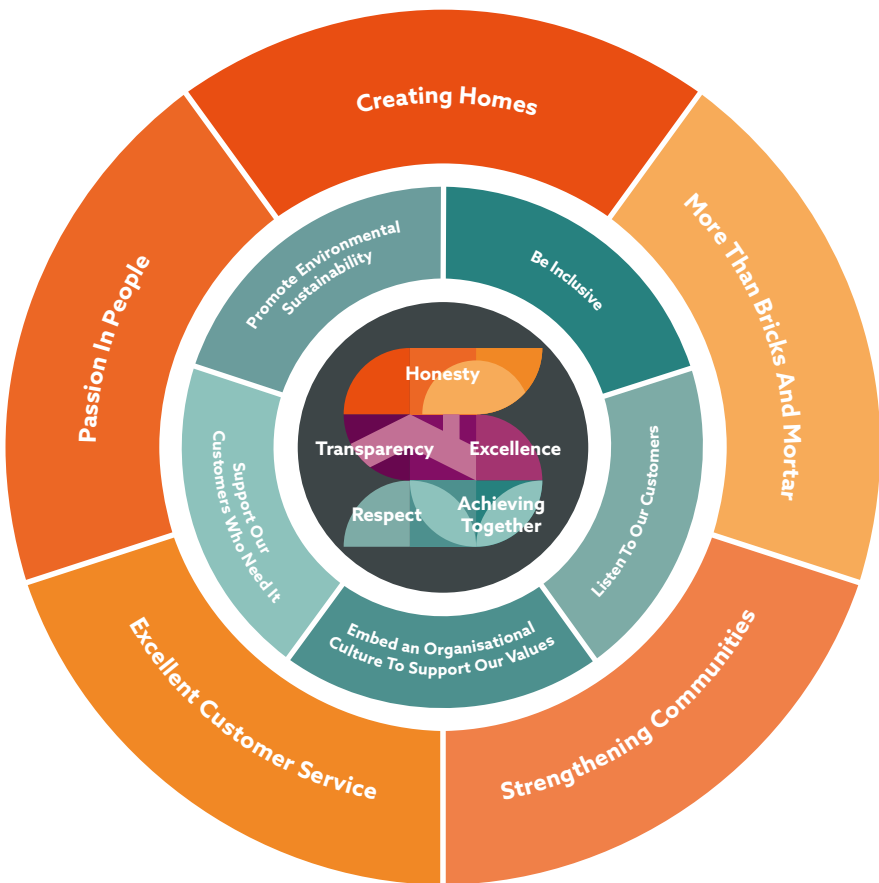 Creating Homes
More Than Bricks And Mortar
Strengthening Communities
Excellent Customer Service
Passion In People
Be Inclusive
Listen To Our Customers
Embed an Organisational
Culture To Support Our Values
Support Our
Customers Who Need It
Promote Environmental
Sustainability
Honesty
Transparency
Excellence
Respect
Achieving
Together